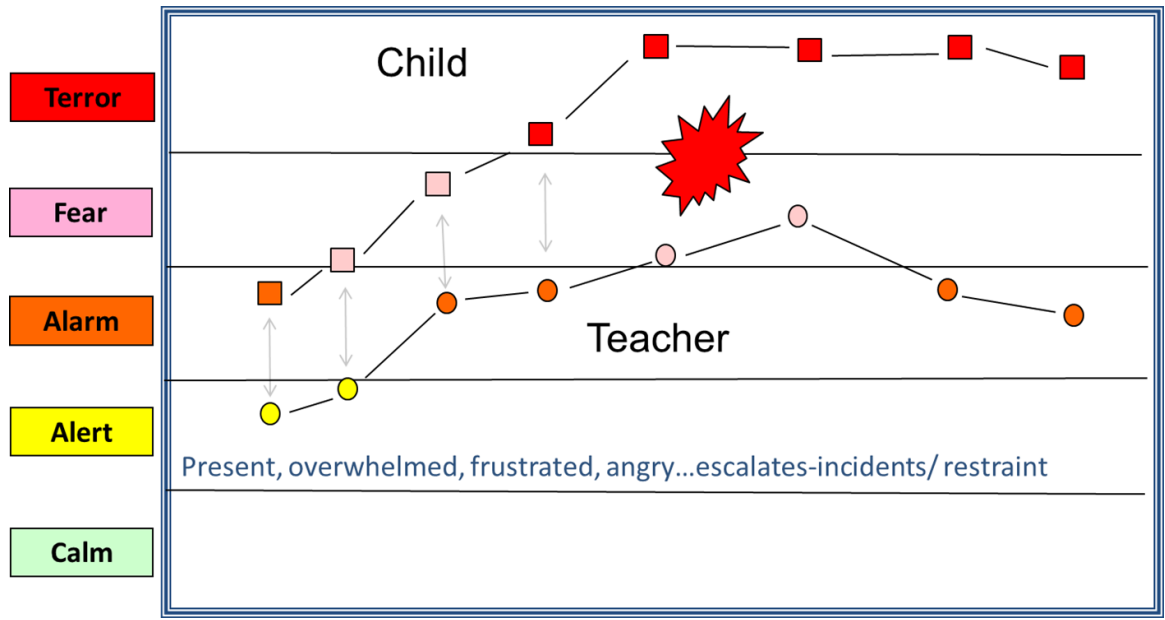 Child
Terror
Fear
Alarm
Teacher
Alert
Present, overwhelmed, frustrated, angry...escalates-incidents/ restraint
Calm